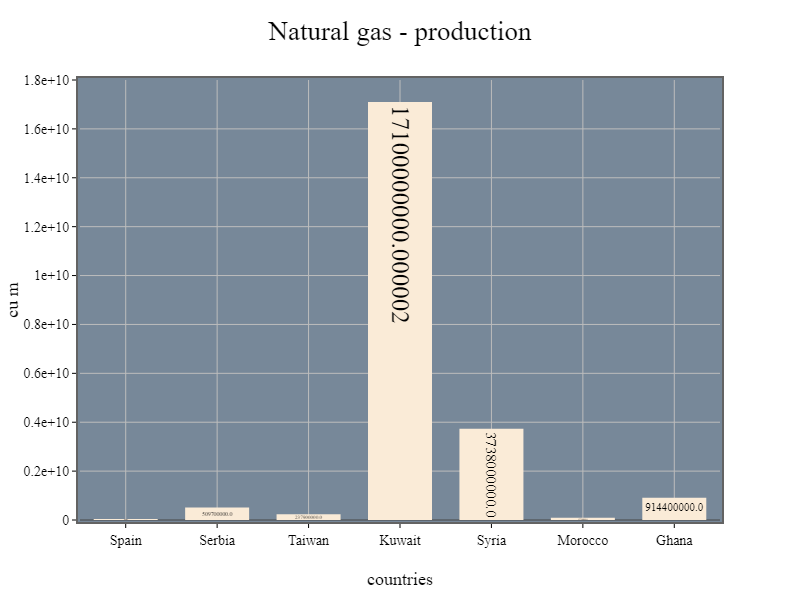 Natural gas - production
1.8e+10
1.6e+10
1.4e+10
1.2e+10
1e+10
0.8e+10
0.6e+10
0.4e+10
0.2e+10
0
cu m
509700000.0
17100000000.000002
3738000000.0
914400000.0
Spain
Serbia
Taiwan
Kuwait
Syria
Morocco
Ghana
countries